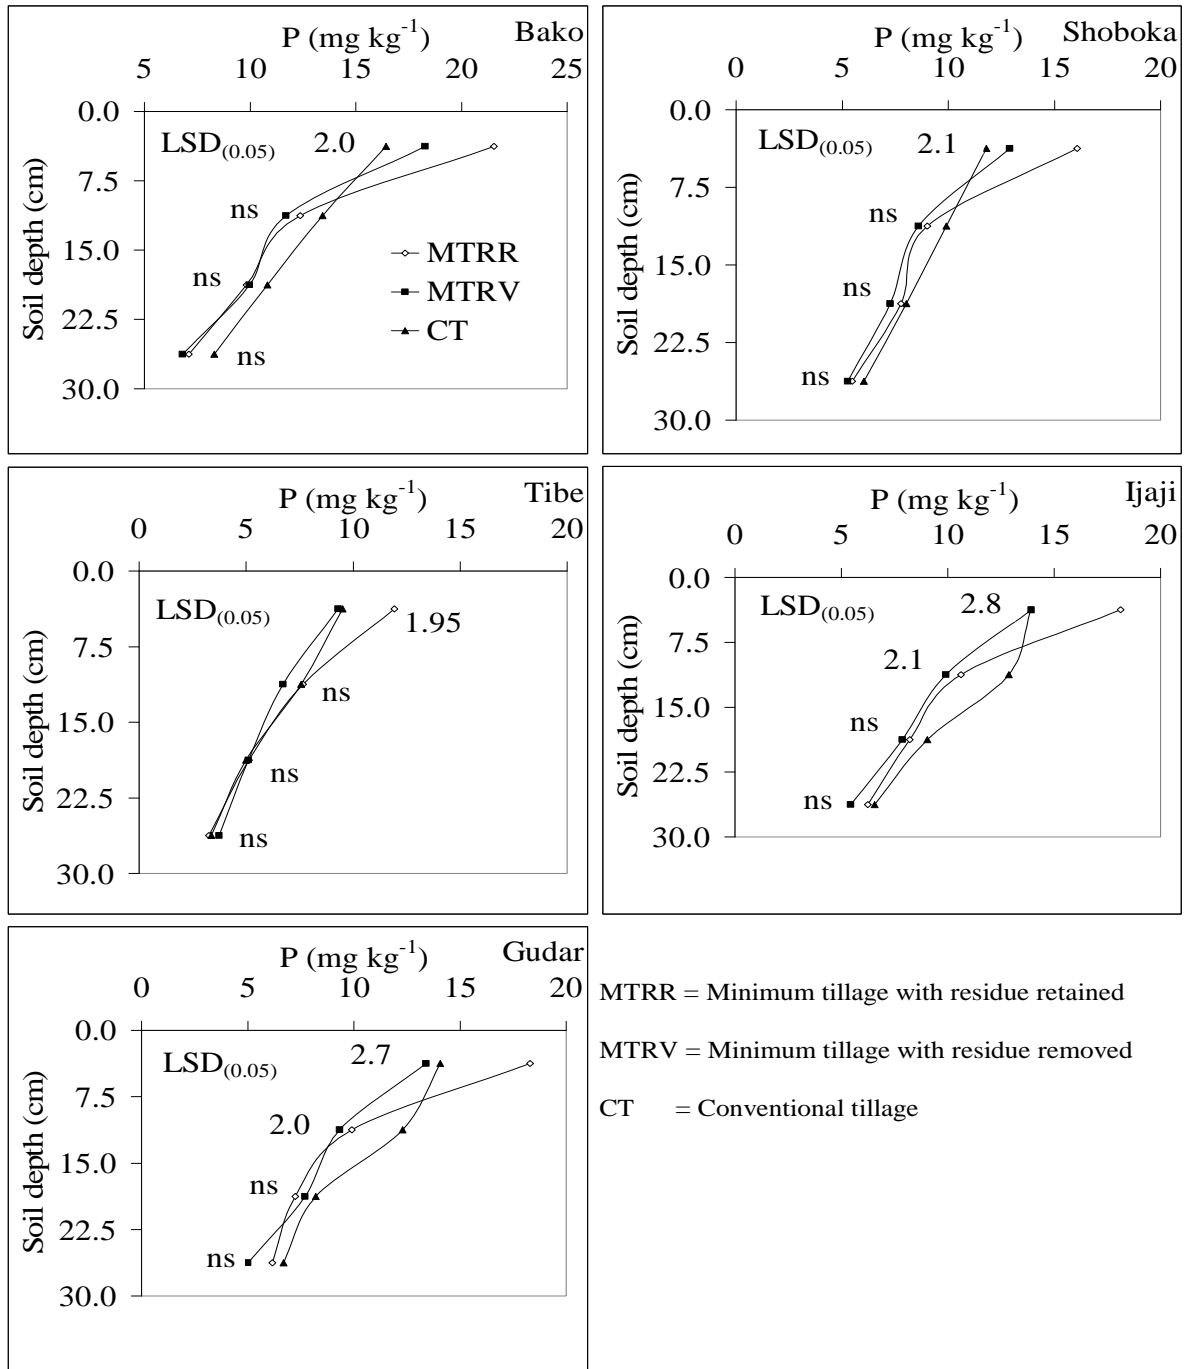 P (mg kg-1) Bako
5 10 15 20 25
0.0
7.5
15.0
22.5
30.0
Soil depth (cm)
LSD(0.05) 2.0
ns
ns
ns
MTRR
MTRV
CT
P (mg kg-1) Shoboka
0 5 10 15 20
0.0
7.5
15.0
22.5
30.0
Soil depth (cm)
LSD(0.05) 2.1
ns
ns
ns
P (mg kg-1) Tibe
0 5 10 15 20
0.0
7.5
15.0
22.5
30.0
Soil depth (cm)
LSD(0.05)
1.95
ns
ns
ns
P (mg kg-1) Ijaji
0 5 10 15 20
0.0
7.5
15.0
22.5
30.0
Soil depth (cm)
LSD(0.05) 2.8
2.1
ns
ns
P (mg kg-1) Gudar
0 5 10 15 20
0.0
7.5
15.0
22.5
30.0
Soil depth (cm)
LSD(0.05) 2.7
2.0
ns
ns
MTRR = Minimum tillage with residue retained
MTRV = Minimum tillage with residue removed
CT = Conventional tillage